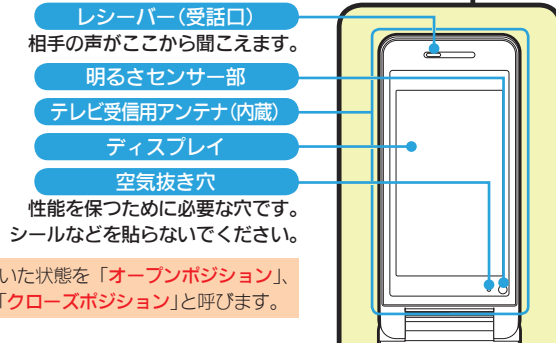 レシーバー(受話口)
相手の声がここから聞こえます。
明るさセンサー部
テレビ受信用アンテナ(内蔵)
ディスプレイ
空気抜き穴
性能を保つために必要な穴です。
シールなどを貼らないでください。
いた状態を「オープンポジション」、
「クローズポジション」と呼びます。